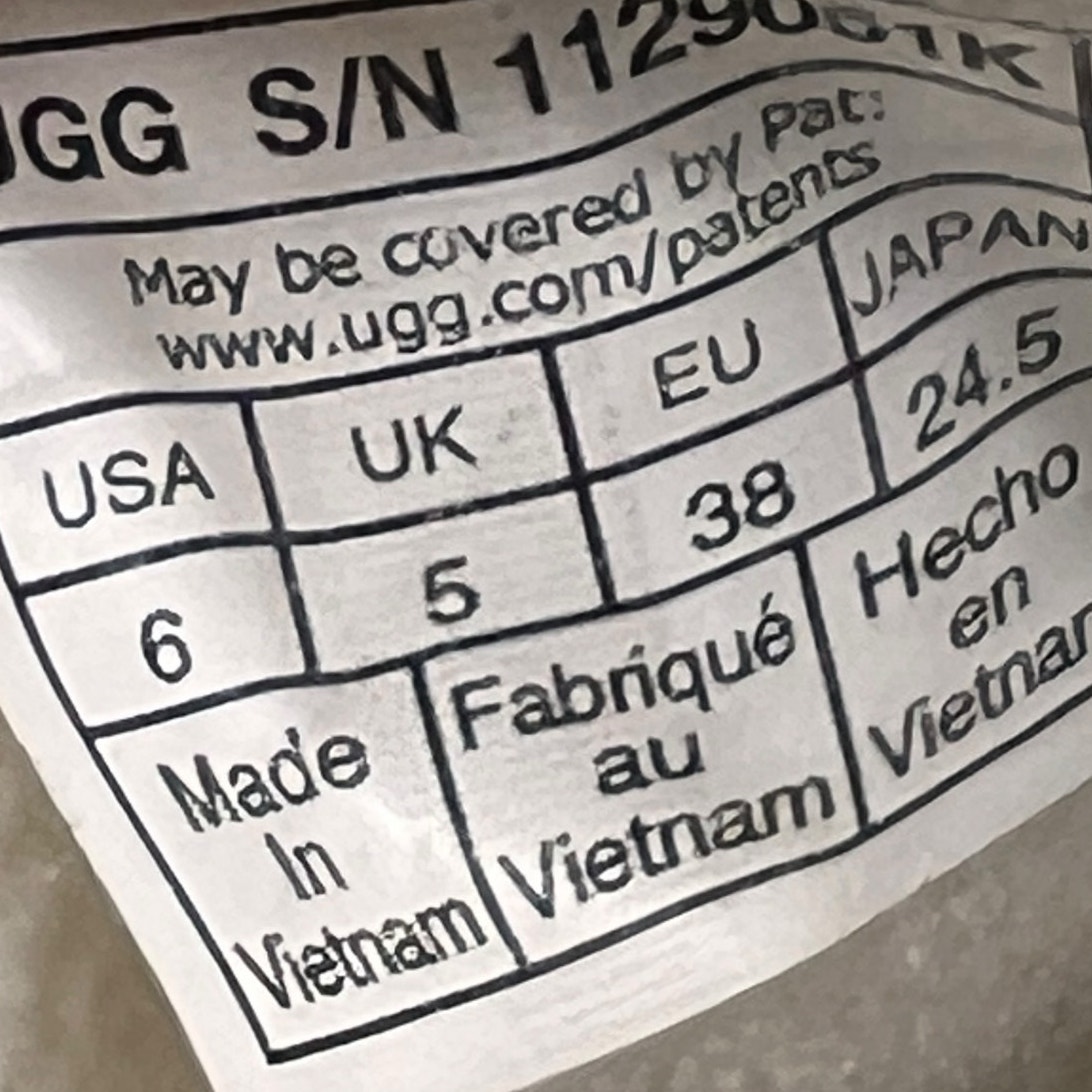 UGG S/N 112900
May be covered by Pat:
www.ugg.com/patents
USA UK EU JAPAN
6 5 38 24.5
Made
In
Vietnam
Fabriqué
au
Vietnam
Hecho
en
Vietnam